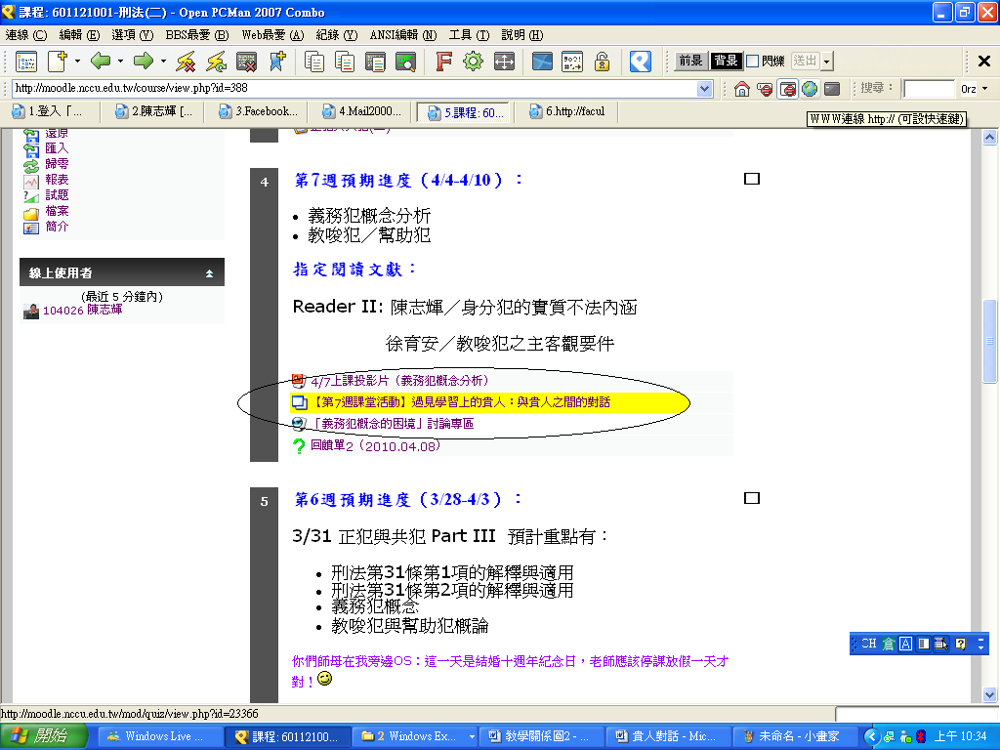 課程: 601121001-刑法(二) - Open PCMan 2007 Combo
連線 (C) 編輯 (E) 選項 (V) BBS最愛 (B) Web最愛 (A) 紀錄 (Y) ANSI編輯 (N) 工具 (T) 說明 (H)
前景 背景 閃爍 送出
http://moodle.nccu.edu.tw/course/view.php?id=388
搜尋： Orz
1.登入「... 2.陳志輝 [... 3.Facebook... 4.Mail2000... 5.課程: 60... 6.http://facul
WWW連線 http:// (可設快速鍵)
還原
匯入
歸零
報表
試題
檔案
簡介
線上使用者
(最近 5 分鐘內)
104026 陳志輝
4
第7週預期進度（4/4-4/10）：
• 義務犯概念分析
• 教唆犯／幫助犯
指定閱讀文獻：
Reader II: 陳志輝／身分犯的實質不法內涵
徐育安／教唆犯之主客觀要件
4/7上課投影片（義務犯概念分析）
【第7週課堂活動】遇見學習上的貴人：與貴人之間的對話
「義務犯概念的困境」討論專區
回饋單2（2010.04.08）
5
第6週預期進度（3/28-4/3）：
3/31 正犯與共犯 Part III 預計重點有：
• 刑法第31條第1項的解釋與適用
• 刑法第31條第2項的解釋與適用
• 義務犯概念
• 教唆犯與幫助犯概論
你們師母在我旁邊OS：這一天是結婚十週年紀念日，老師應該停課放假一天才
對！
CH 倉 A
http://moodle.nccu.edu.tw/mod/quiz/view.php?id=23366
開始 Windows Live ... 課程: 60112100... 2 Windows Ex... 教學關係圖2 - ... 貴人對話 - Mic... 未命名 - 小畫家 上午 10:34